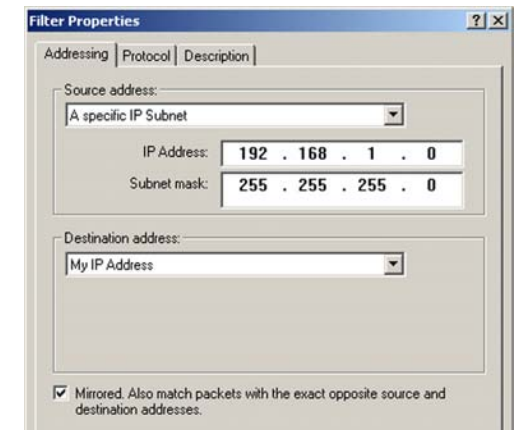 Filter Properties
Addressing Protocol Description
Source address:
A specific IP Subnet
IP Address: 192 . 168 . 1 . 0
Subnet mask: 255 . 255 . 255 . 0
Destination address:
My IP Address
Mirrored. Also match packets with the exact opposite source and
destination addresses.